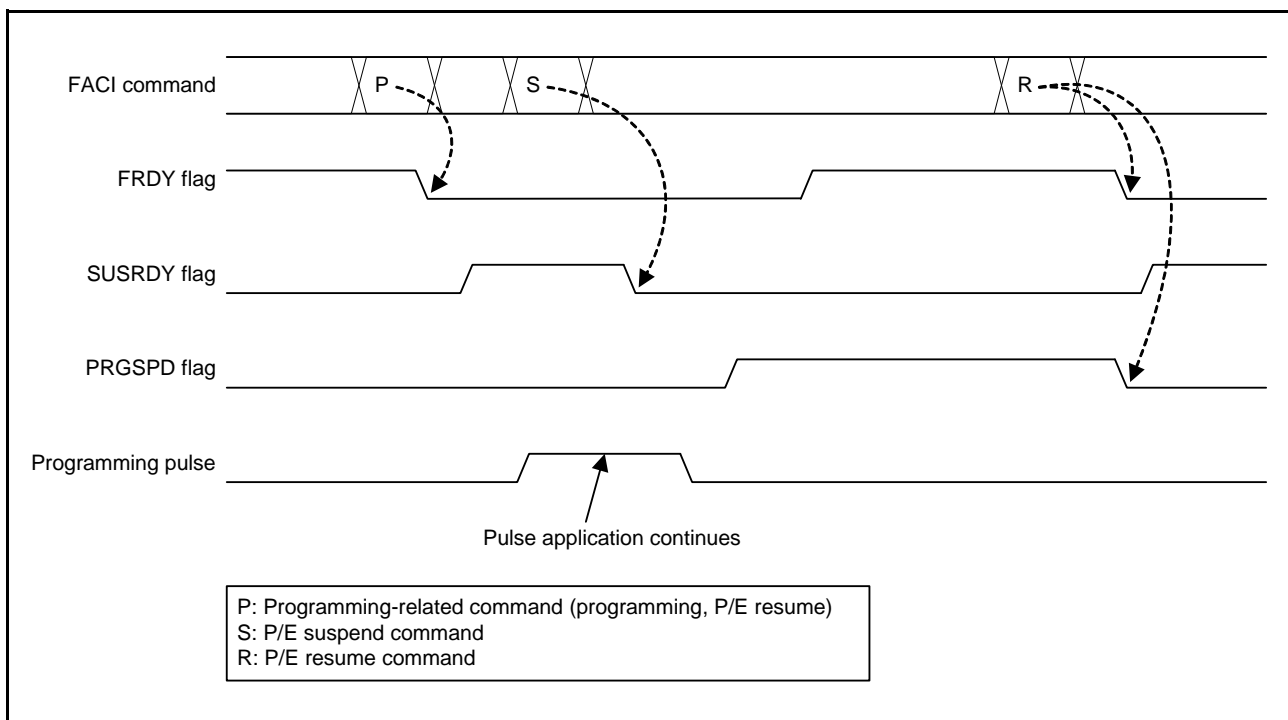 FACI command
P
S
R
FRDY flag
SUSRDY flag
PRGSPD flag
Programming pulse
Pulse application continues
P: Programming-related command (programming, P/E resume)
S: P/E suspend command
R: P/E resume command